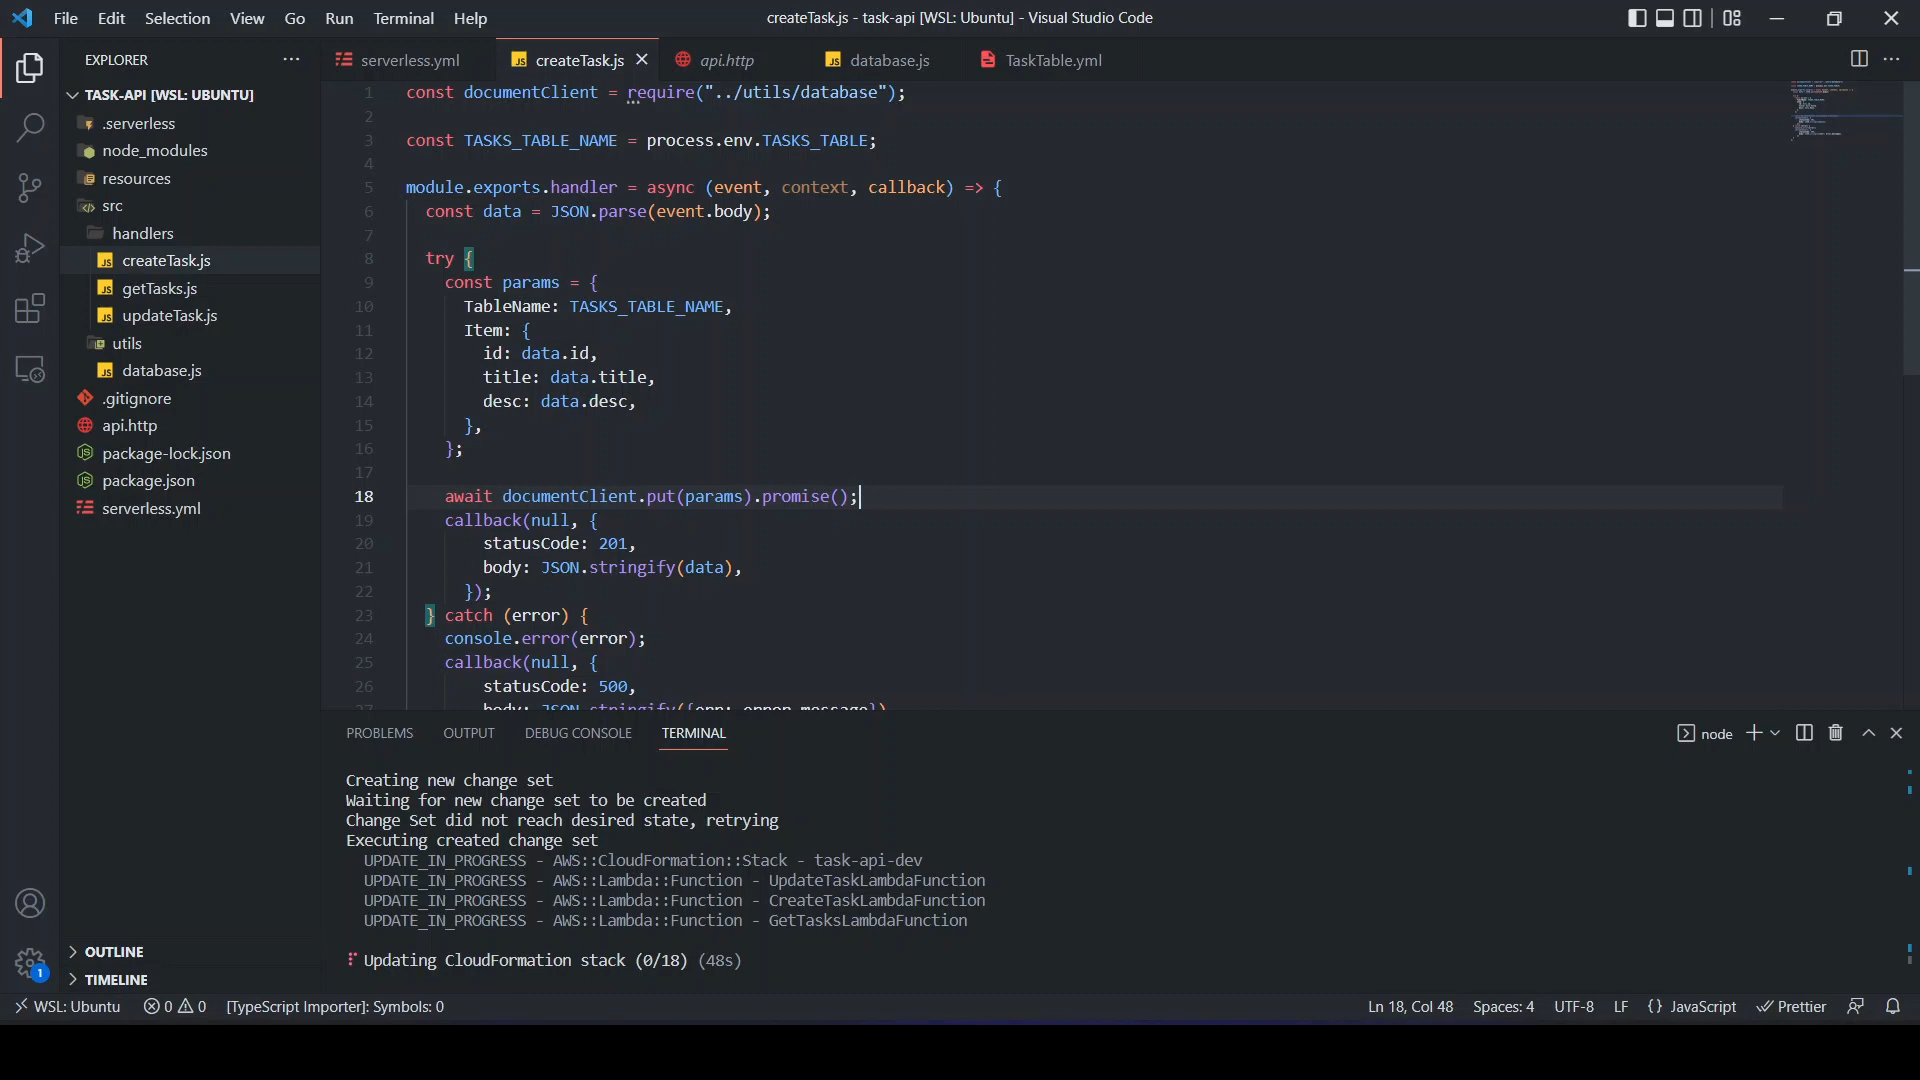 File Edit Selection View Go Run Terminal Help
createTask.js - task-api [WSL: Ubuntu] - Visual Studio Code
EXPLORER
TASK-API [WSL: UBUNTU]
.serverless
node_modules
resources
src
handlers
createTask.js
getTasks.js
updateTask.js
utils
database.js
.gitignore
api.http
package-lock.json
package.json
serverless.yml
OUTLINE
TIMELINE
serverless.yml createTask.js api.http database.js TaskTable.yml
1 const documentClient = require("../utils/database");
2
3 const TASKS_TABLE_NAME = process.env.TASKS_TABLE;
4
5 module.exports.handler = async (event, context, callback) => {
6 const data = JSON.parse(event.body);
7
8 try {
9 const params = {
10 TableName: TASKS_TABLE_NAME,
11 Item: {
12 id: data.id,
13 title: data.title,
14 desc: data.desc,
15 },
16 };
17
18 await documentClient.put(params).promise();
19 callback(null, {
20 statusCode: 201,
21 body: JSON.stringify(data),
22 });
23 } catch (error) {
24 console.error(error);
25 callback(null, {
26 statusCode: 500,
27 body: JSON.stringify({err: error.message})
PROBLEMS OUTPUT DEBUG CONSOLE TERMINAL
node
Creating new change set
Waiting for new change set to be created
Change Set did not reach desired state, retrying
Executing created change set
UPDATE_IN_PROGRESS - AWS::CloudFormation::Stack - task-api-dev
UPDATE_IN_PROGRESS - AWS::Lambda::Function - UpdateTaskLambdaFunction
UPDATE_IN_PROGRESS - AWS::Lambda::Function - CreateTaskLambdaFunction
UPDATE_IN_PROGRESS - AWS::Lambda::Function - GetTasksLambdaFunction
Updating CloudFormation stack (0/18) (48s)
1
WSL: Ubuntu 0 0 [TypeScript Importer]: Symbols: 0
Ln 18, Col 48 Spaces: 4 UTF-8 LF {} JavaScript Prettier